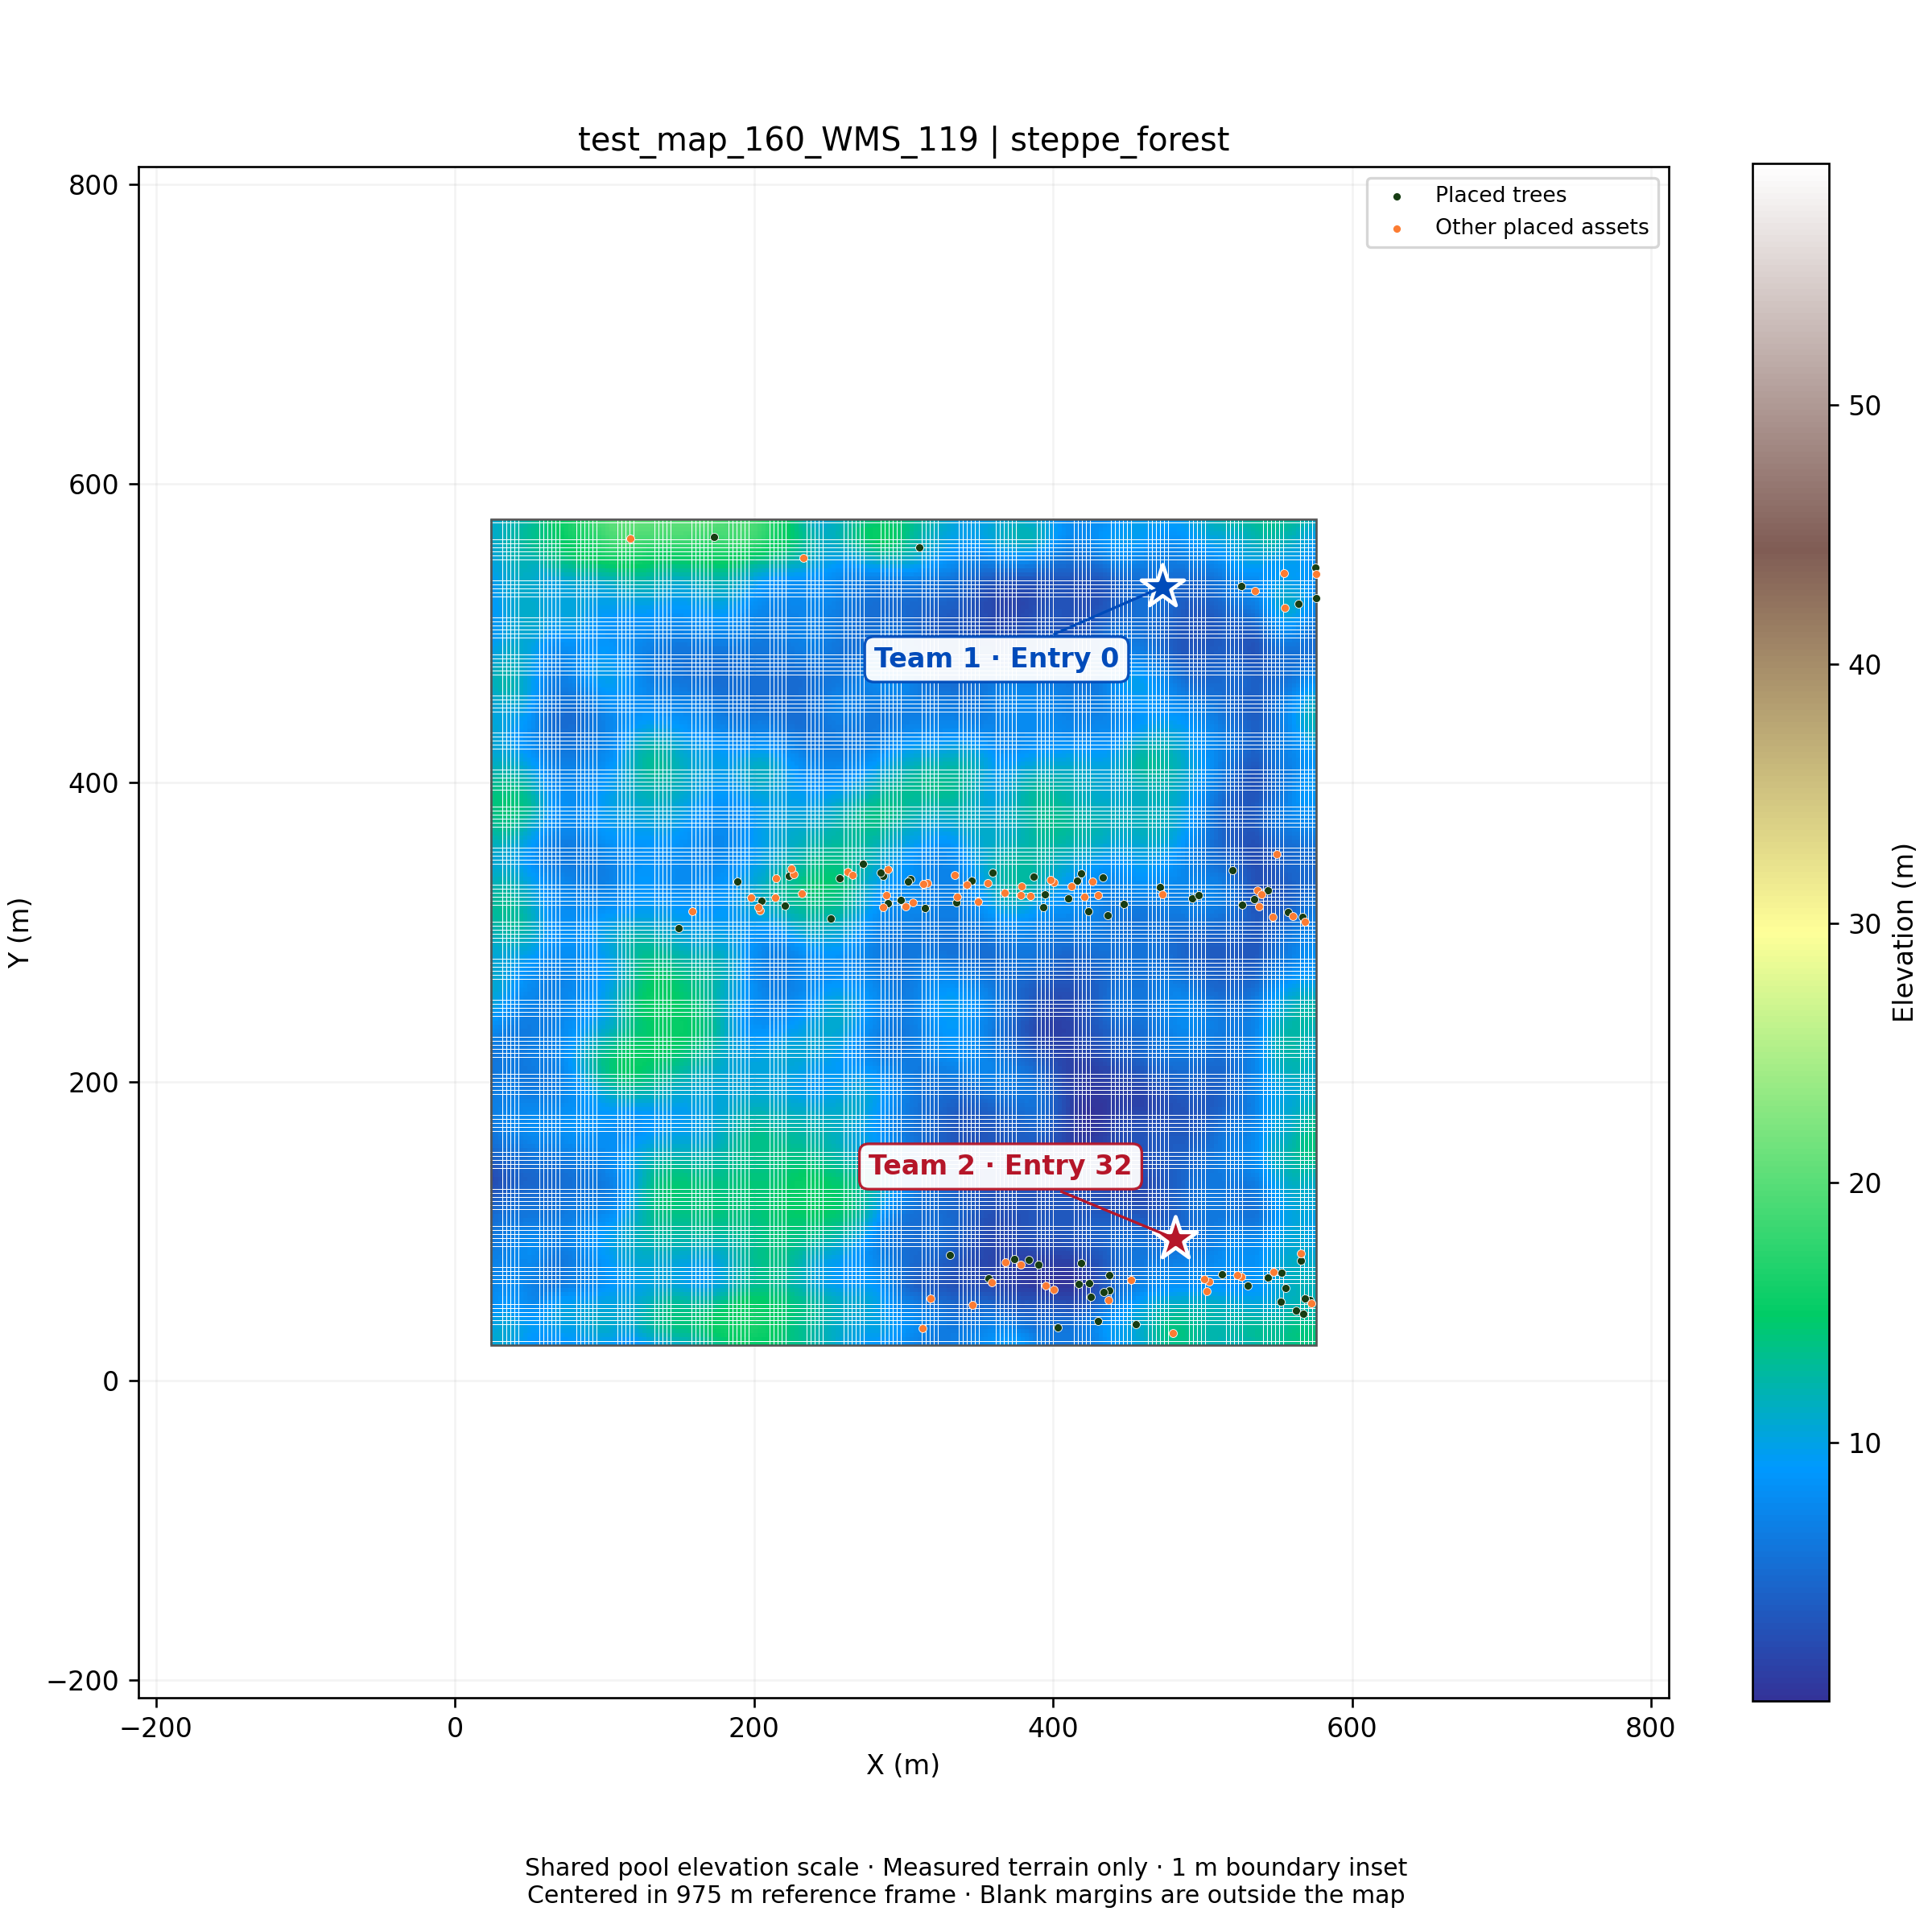 test_map_160_WMS_119 | steppe_forest
Placed trees
Other placed assets
800
600
400
200
0
−200
Y (m)
Team 1 · Entry 0
Team 2 · Entry 32
−200
0
200
400
600
800
X (m)
50
40
30
20
10
Elevation (m)
Shared pool elevation scale · Measured terrain only · 1 m boundary inset
Centered in 975 m reference frame · Blank margins are outside the map